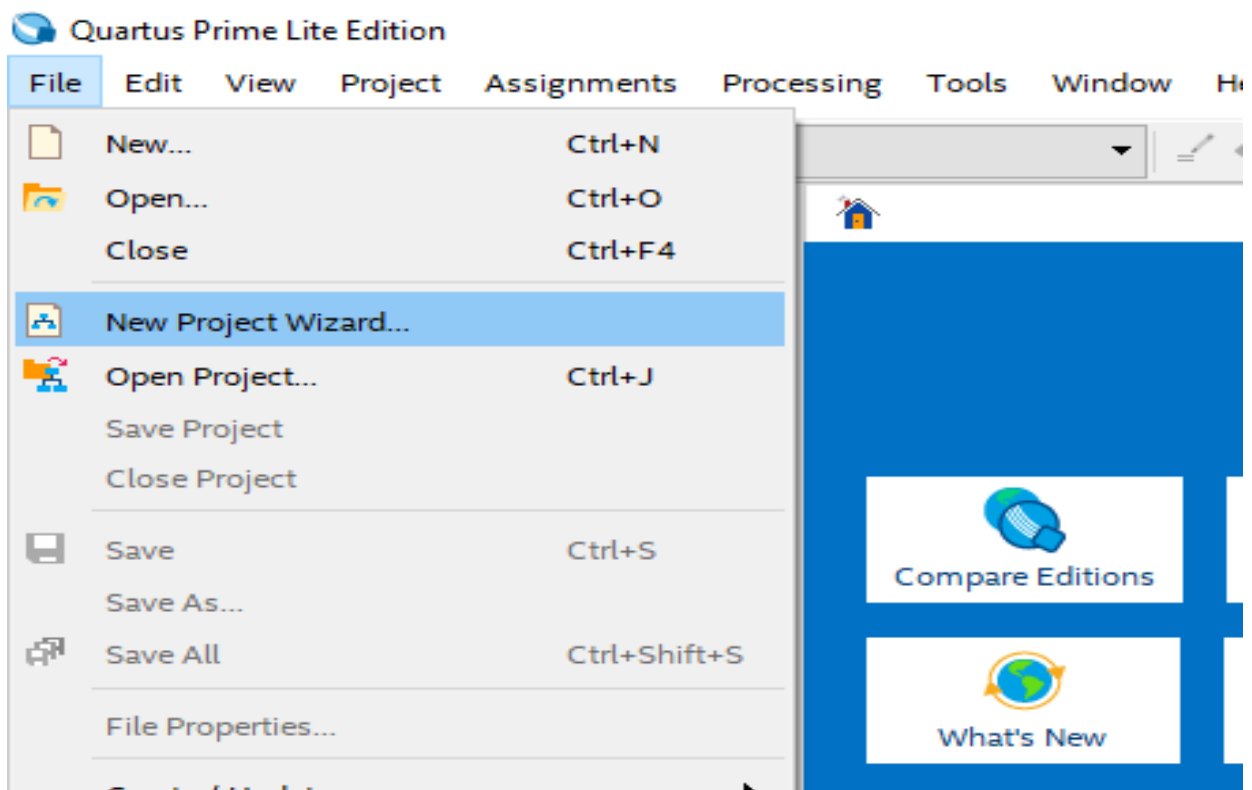 Quartus Prime Lite Edition
File Edit View Project Assignments Processing Tools Window
New... Ctrl+N
Open... Ctrl+O
Close Ctrl+F4
New Project Wizard...
Open Project... Ctrl+J
Save Project
Close Project
Save Ctrl+S
Save As...
Save All Ctrl+Shift+S
File Properties...
Compare Editions
What's New